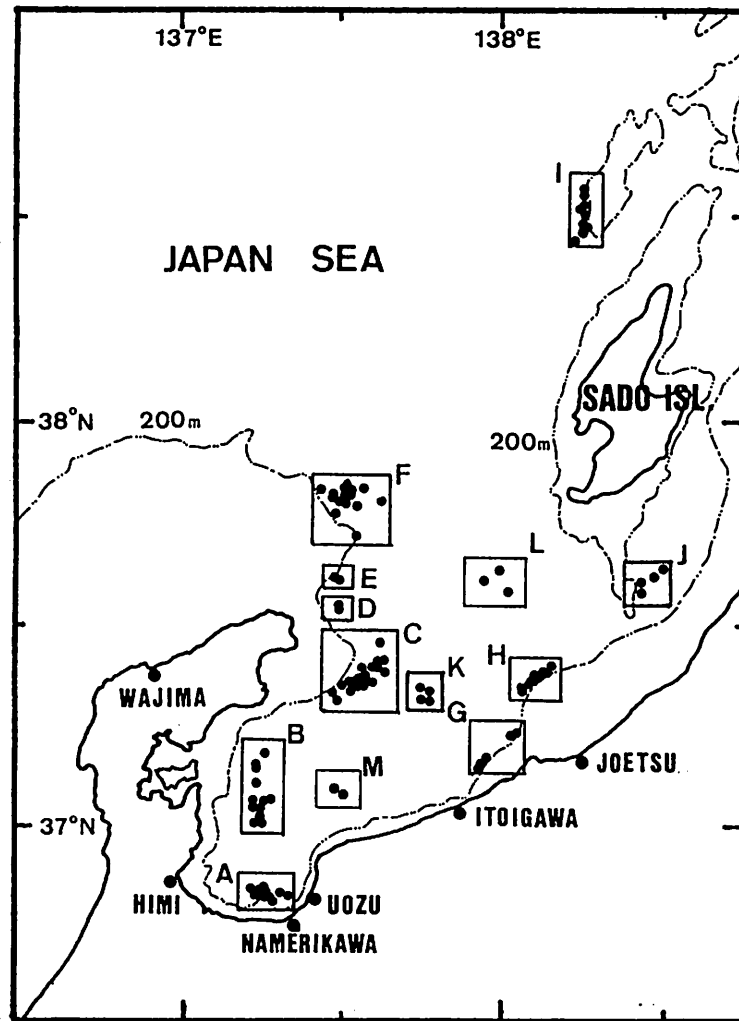 137°E 138°E
I
JAPAN SEA
SADO ISL.
38°N 200m
200m
F
L
E
J
D
C
K
H
WAJIMA
G
B
M
JOETSU
ITOIGAWA
37°N
A
HIMI
UOZU
NAMERIKAWA